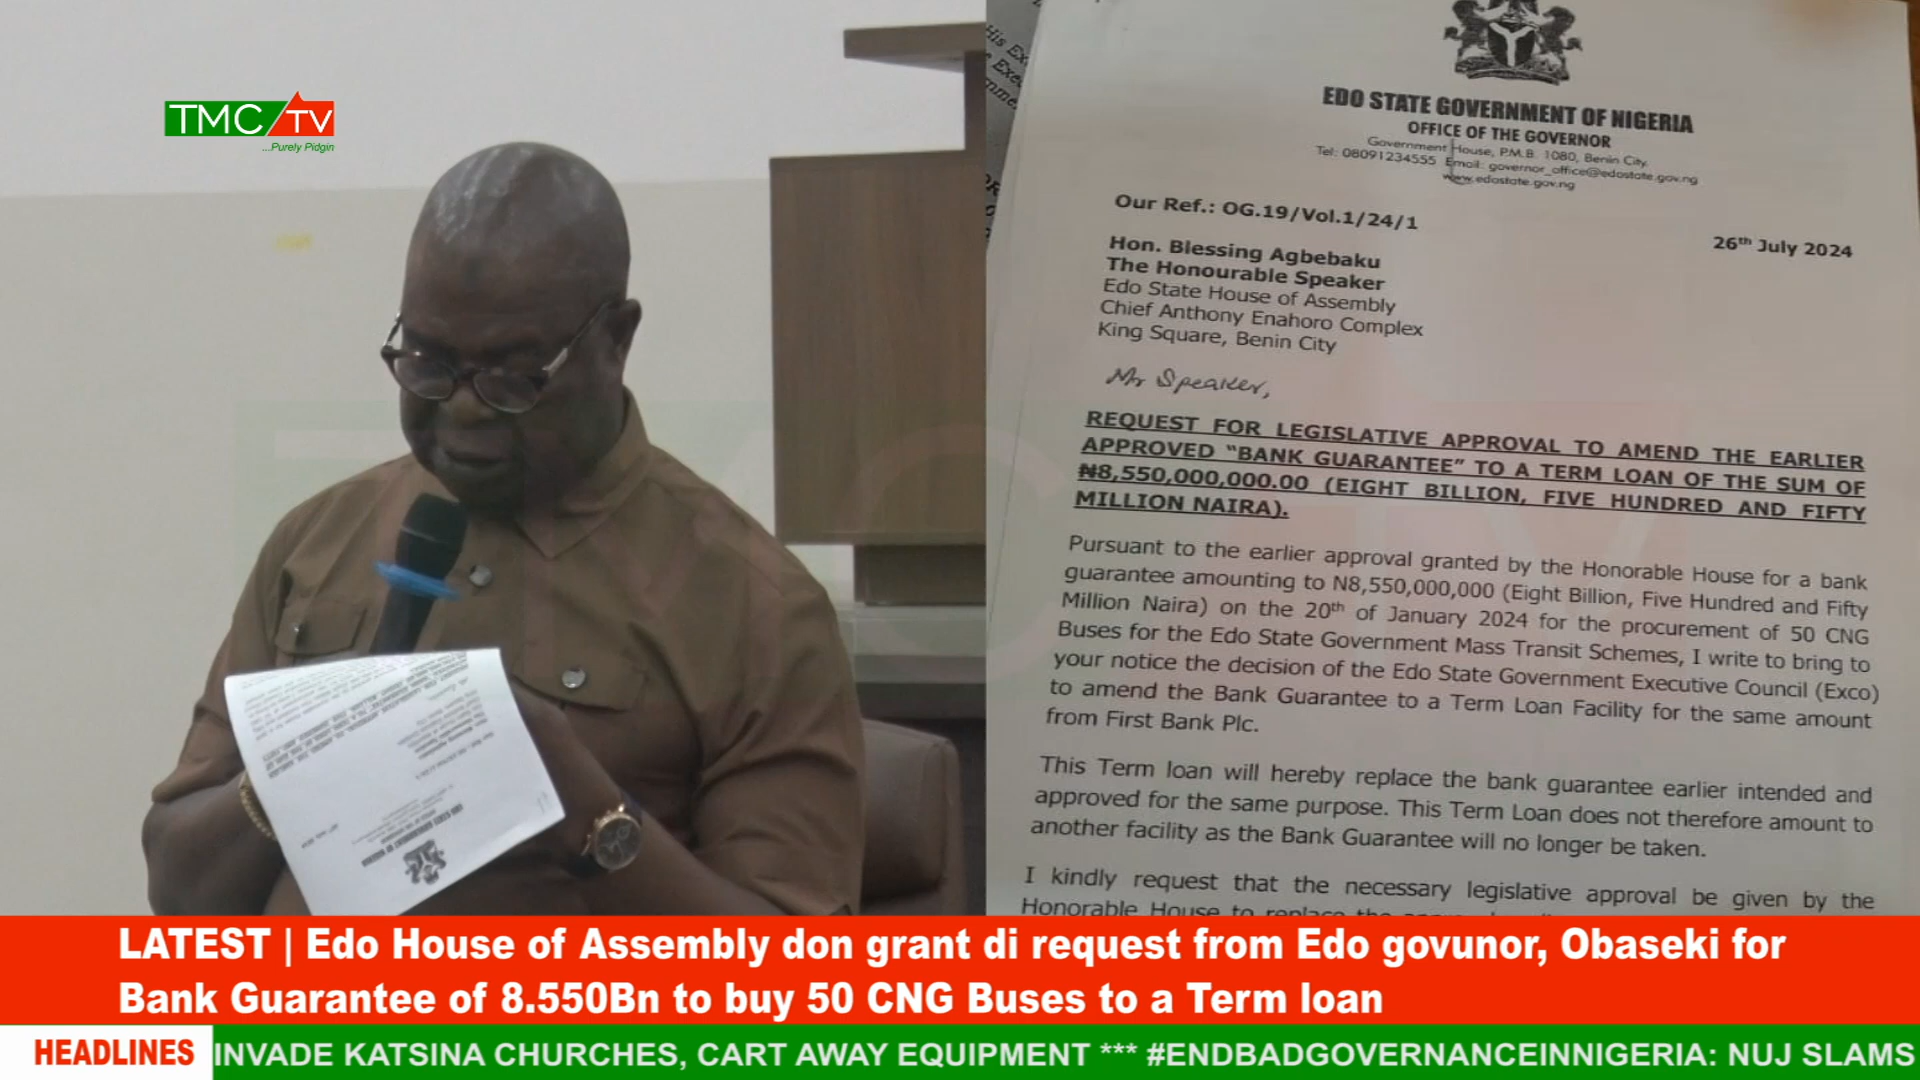 TMC TV
...Purely Pidgin
EDO STATE GOVERNMENT OF NIGERIA
OFFICE OF THE GOVERNOR
Government House, P.M.B. 1080, Benin City.
Tel: 08091234555 Email: governor_office@edostate.gov.ng
www.edostate.gov.ng
Our Ref.: OG.19/Vol.1/24/1
26th July 2024
Hon. Blessing Agbebaku
The Honourable Speaker
Edo State House of Assembly
Chief Anthony Enahoro Complex
King Square, Benin City
Mr Speaker,
REQUEST FOR LEGISLATIVE APPROVAL TO AMEND THE EARLIER
APPROVED “BANK GUARANTEE” TO A TERM LOAN OF THE SUM OF
₦8,550,000,000.00 (EIGHT BILLION, FIVE HUNDRED AND FIFTY
MILLION NAIRA).
Pursuant to the earlier approval granted by the Honorable House for a bank
guarantee amounting to N8,550,000,000 (Eight Billion, Five Hundred and Fifty
Million Naira) on the 20th of January 2024 for the procurement of 50 CNG
Buses for the Edo State Government Mass Transit Schemes, I write to bring to
your notice the decision of the Edo State Government Executive Council (Exco)
to amend the Bank Guarantee to a Term Loan Facility for the same amount
from First Bank Plc.
This Term loan will hereby replace the bank guarantee earlier intended and
approved for the same purpose. This Term Loan does not therefore amount to
another facility as the Bank Guarantee will no longer be taken.
I kindly request that the necessary legislative approval be given by the
Honorable House to replace the
LATEST | Edo House of Assembly don grant di request from Edo govunor, Obaseki for
Bank Guarantee of 8.550Bn to buy 50 CNG Buses to a Term loan
HEADLINES INVADE KATSINA CHURCHES, CART AWAY EQUIPMENT *** #ENDBADGOVERNANCEINNIGERIA: NUJ SLAMS